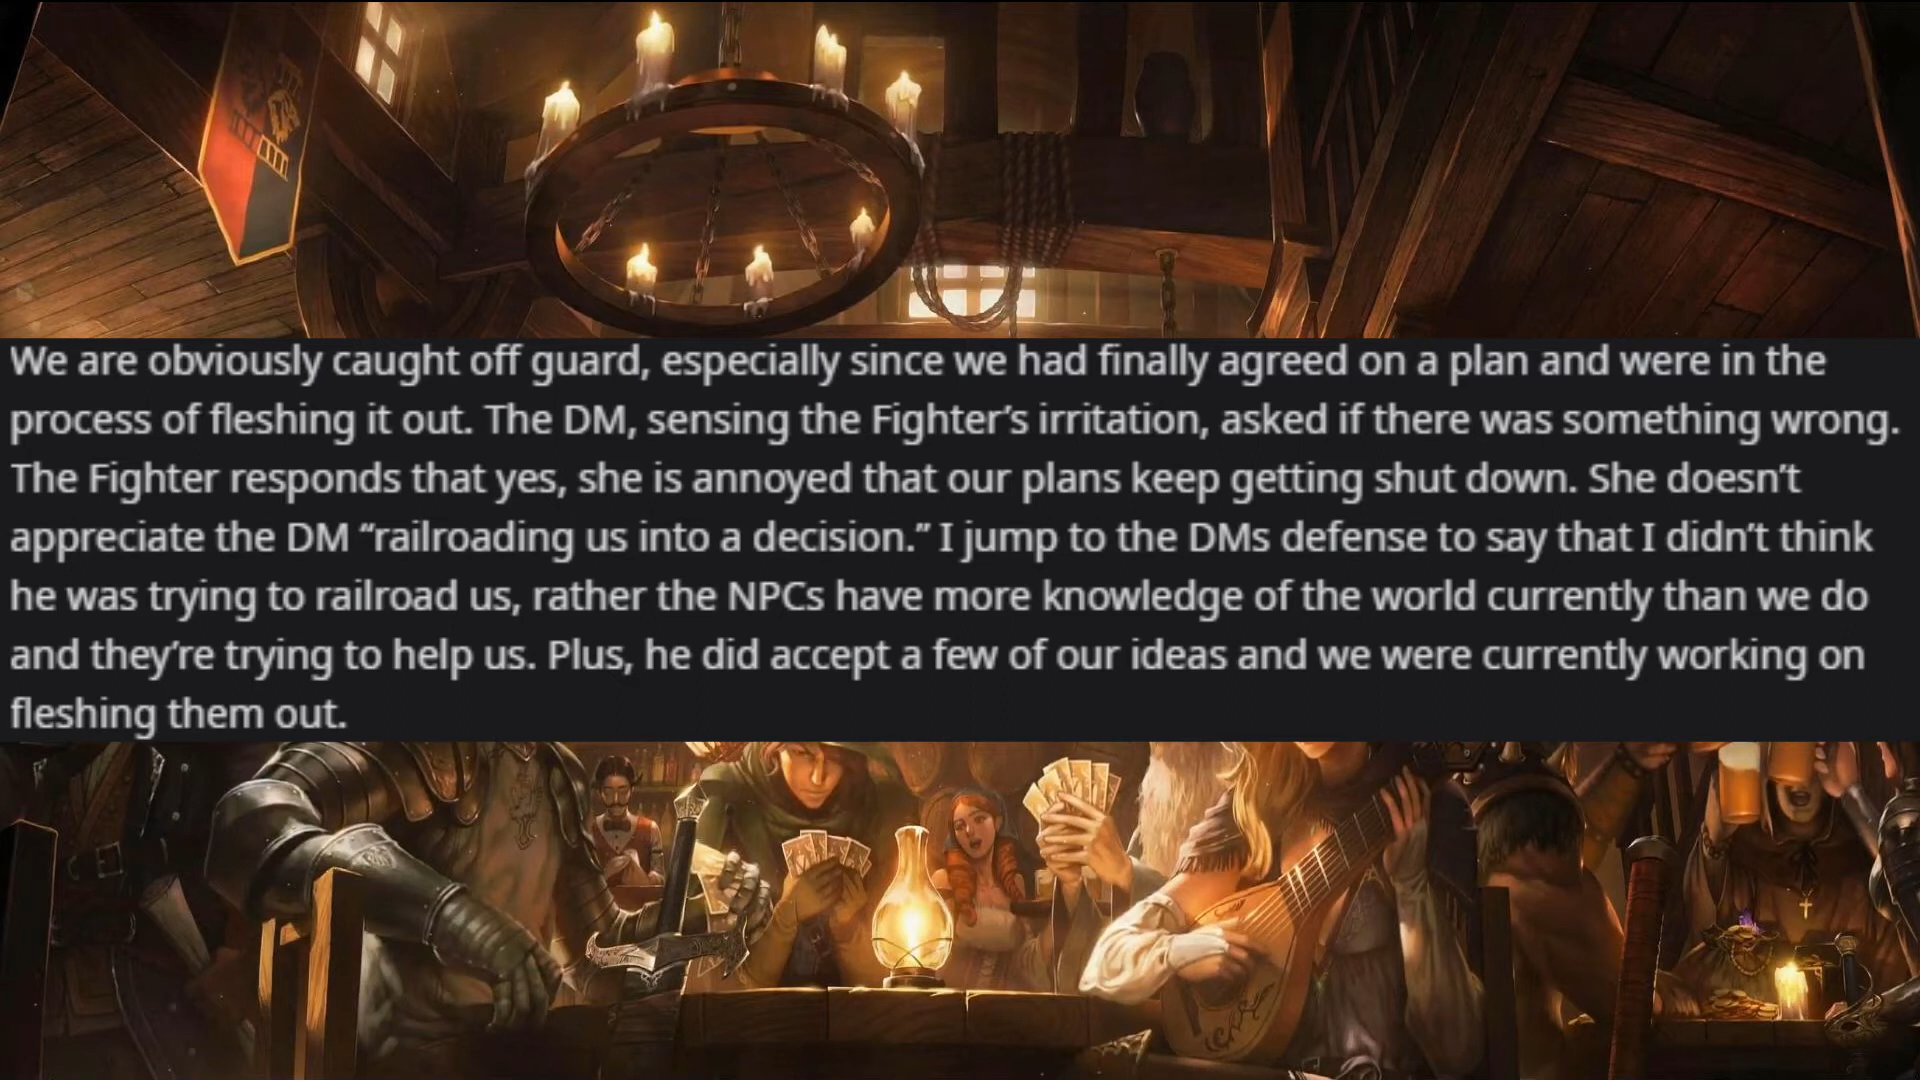 We are obviously caught off guard, especially since we had finally agreed on a plan and were in the
process of fleshing it out. The DM, sensing the Fighter’s irritation, asked if there was something wrong.
The Fighter responds that yes, she is annoyed that our plans keep getting shut down. She doesn’t
appreciate the DM “railroading us into a decision.” I jump to the DMs defense to say that I didn’t think
he was trying to railroad us, rather the NPCs have more knowledge of the world currently than we do
and they’re trying to help us. Plus, he did accept a few of our ideas and we were currently working on
fleshing them out.